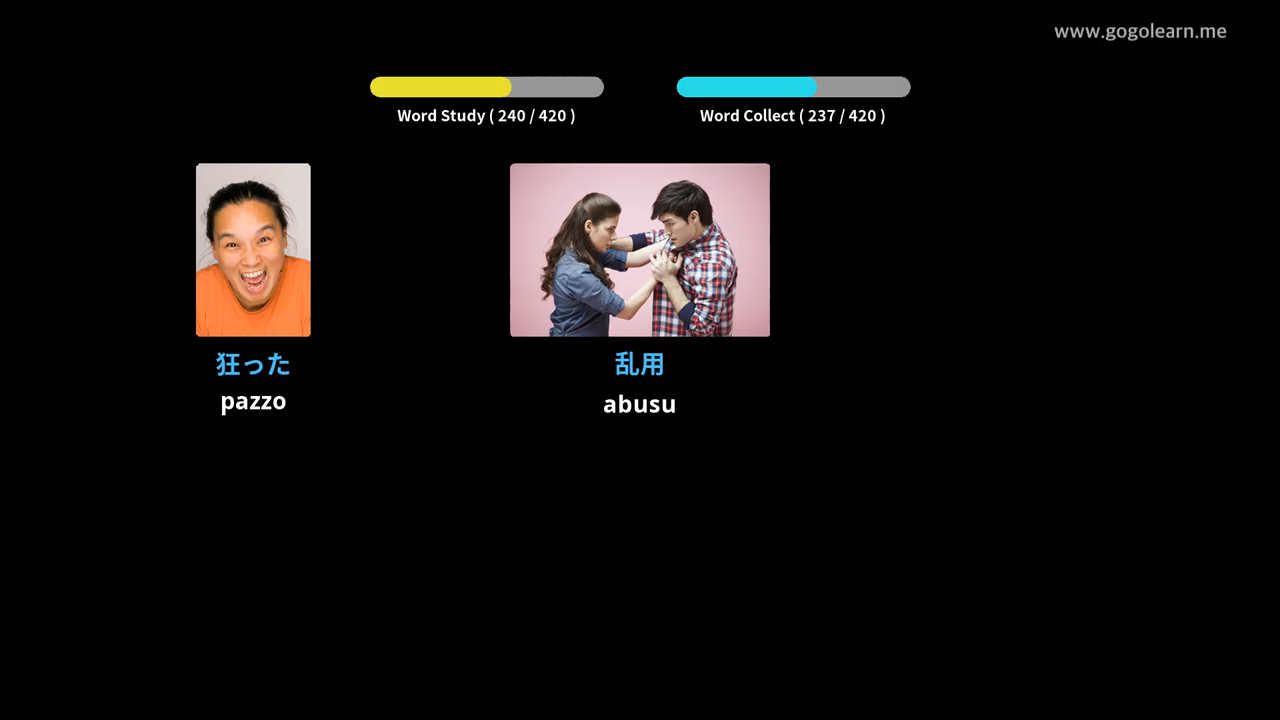 www.gogolearn.me
Word Study ( 240 / 420 )
Word Collect ( 237 / 420 )
狂った
pazzo
乱用
abusu